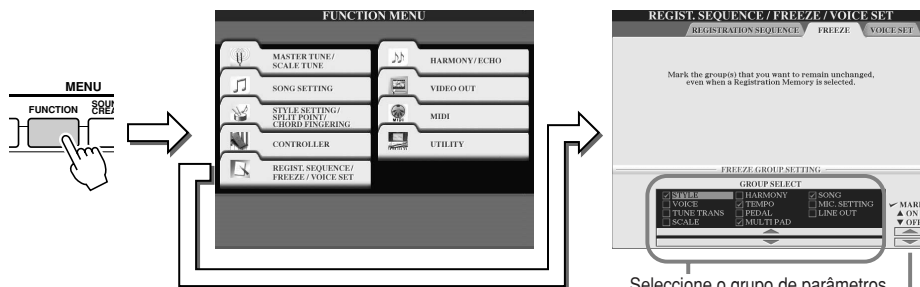 MENU
FUNCTION
FUNCTION MENU
MASTER TUNE/
SCALE TUNE
SONG SETTING
STYLE SETTING/
SPLIT POINT/
CHORD FINGERING
CONTROLLER
REGIST. SEQUENCE/
FREEZE / VOICE SET
HARMONY/ECHO
VIDEO OUT
MIDI
UTILITY
REGIST. SEQUENCE / FREEZE / VOICE SET
REGISTRATION SEQUENCE FREEZE VOICE SET
Mark the group(s) that you want to remain unchanged,
even when a Registration Memory is selected.
FREEZE GROUP SETTING
GROUP SELECT
STYLE HARMONY SONG
VOICE TEMPO MIC. SETTING
TUNE TRANS PEDAL LINE OUT
SCALE MULTI PAD
MARK
▲ ON
▼ OFF
Seleccione o grupo de parâmetros